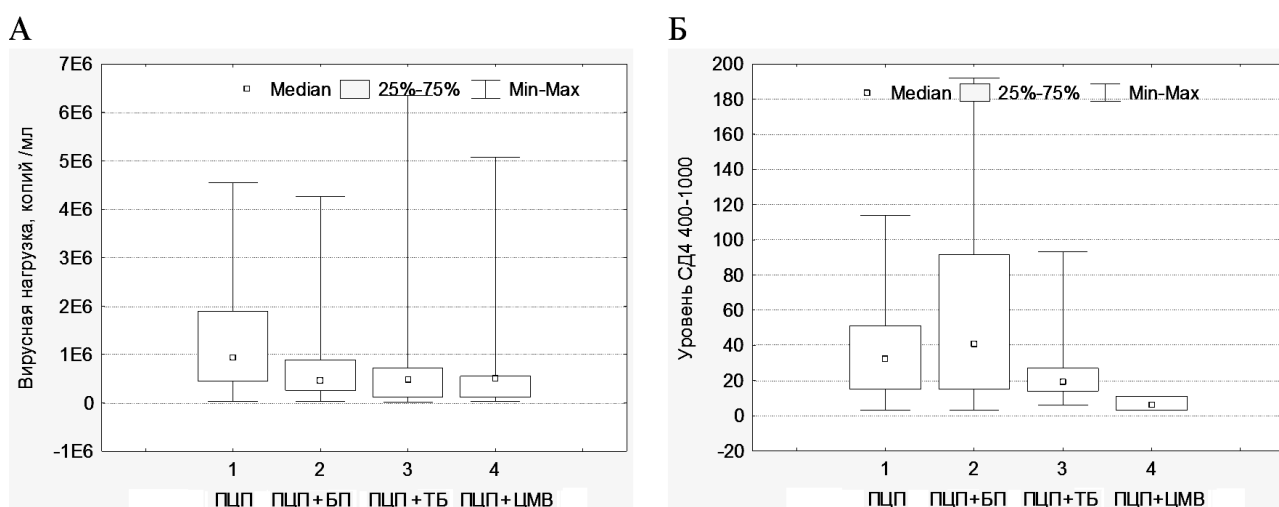 А
Вирусная нагрузка, копий /мл
7E6
6E6
5E6
4E6
3E6
2E6
1E6
0
-1E6
Median 25%-75% Min-Max
1 2 3 4
ПЦП ПЦП+БП ПЦП+ТБ ПЦП+ЦМВ
Б
Уровень СД4 400-1000
200
180
160
140
120
100
80
60
40
20
0
-20
Median 25%-75% Min-Max
1 2 3 4
ПЦП ПЦП+БП ПЦП+ТБ ПЦП+ЦМВ